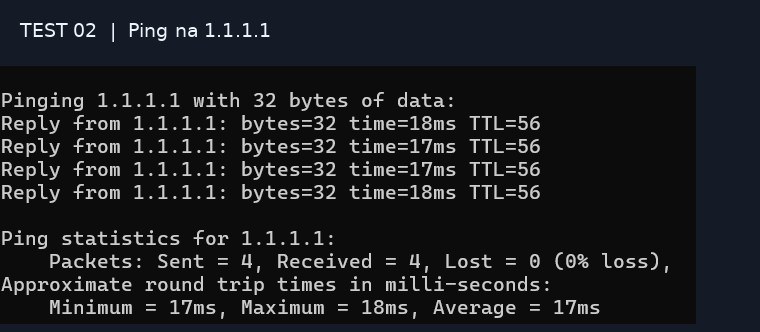 TEST 02 | Ping na 1.1.1.1
Pinging 1.1.1.1 with 32 bytes of data:
Reply from 1.1.1.1: bytes=32 time=18ms TTL=56
Reply from 1.1.1.1: bytes=32 time=17ms TTL=56
Reply from 1.1.1.1: bytes=32 time=17ms TTL=56
Reply from 1.1.1.1: bytes=32 time=18ms TTL=56
Ping statistics for 1.1.1.1:
Packets: Sent = 4, Received = 4, Lost = 0 (0% loss),
Approximate round trip times in milli-seconds:
Minimum = 17ms, Maximum = 18ms, Average = 17ms